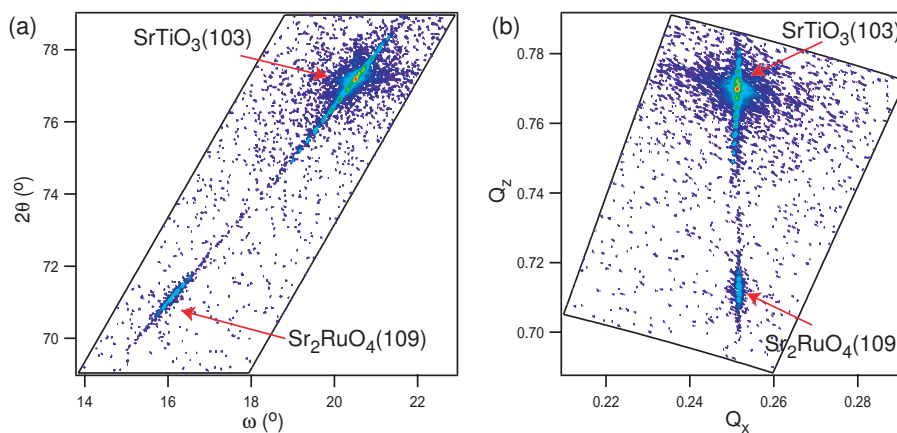 (a)
SrTiO3(103)
78
76
74
72
70
2θ (º)
Sr2RuO4(109)
14
16
18
20
22
ω (º)
(b)
SrTiO3(103)
0.78
0.76
0.74
0.72
0.70
Qz
Sr2RuO4(109
0.22
0.24
0.26
0.28
Qx